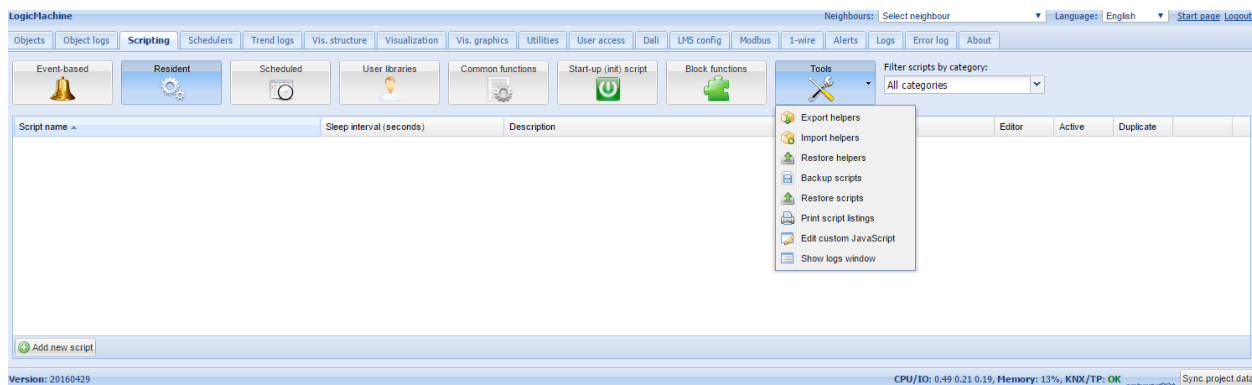 LogicMachine Neighbours: Select neighbour Language: English Start page Logout
Objects Object logs Scripting Schedulers Trend logs Vis. structure Visualization Vis. graphics Utilities User access Dali LM5 config Modbus 1-wire Alerts Logs Error log About
Event-based Resident Scheduled User libraries Common functions Start-up (init) script Block functions Tools Filter scripts by category:
All categories
Script name Sleep interval (seconds) Description Editor Active Duplicate
Export helpers
Import helpers
Restore helpers
Backup scripts
Restore scripts
Print script listings
Edit custom JavaScript
Show logs window
Add new script
Version: 20160429 CPU/IO: 0.49 0.21 0.19, Memory: 13%, KNX/TP: OK Sync project data